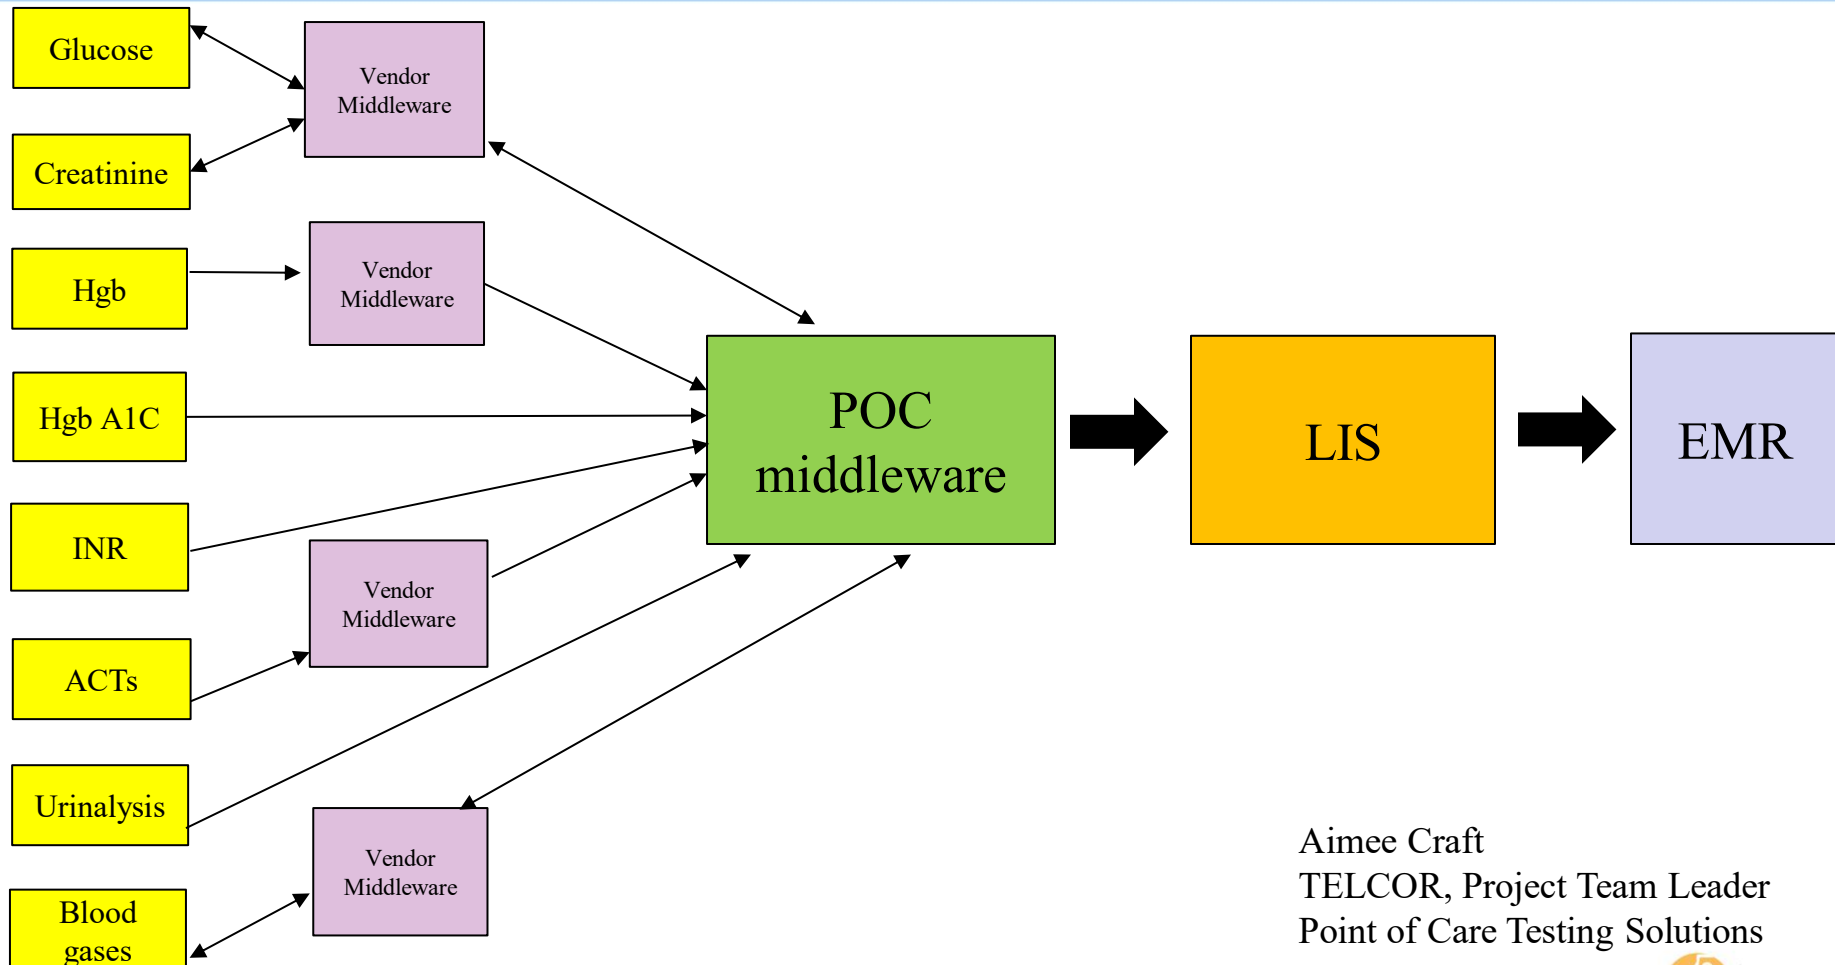 Glucose
Vendor
Middleware
Creatinine
Vendor
Middleware
Hgb
POC
middleware
LIS
EMR
Hgb A1C
INR
Vendor
Middleware
ACTs
Urinalysis
Vendor
Middleware
Blood
gases
Aimee Craft
TELCOR, Project Team Leader
Point of Care Testing Solutions